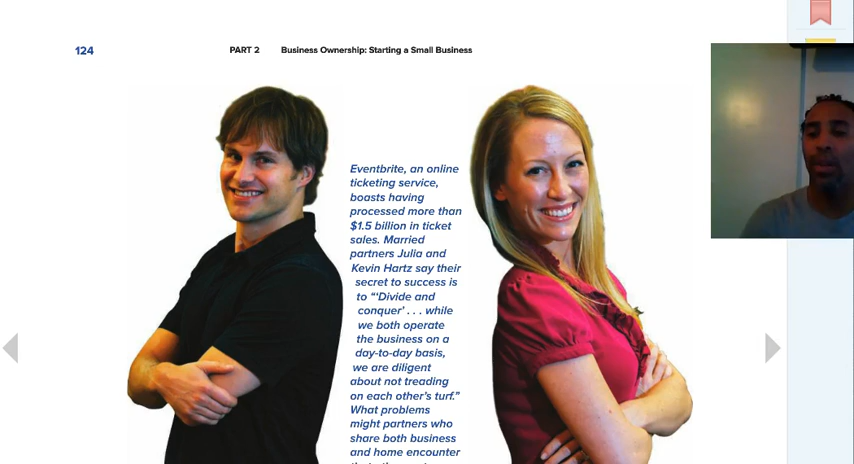 124
PART 2 Business Ownership: Starting a Small Business
Eventbrite, an online
ticketing service,
boasts having
processed more than
$1.5 billion in ticket
sales. Married
partners Julia and
Kevin Hartz say their
secret to success is
to “‘Divide and
conquer’ . . . while
we both operate
the business on a
day-to-day basis,
we are diligent
about not treading
on each other’s turf.”
What problems
might partners who
share both business
and home encounter